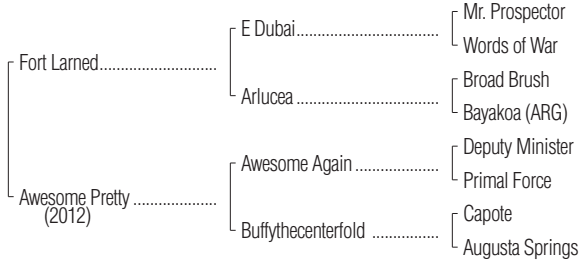 Mr. Prospector
E Dubai
Words of War
Fort Larned
Broad Brush
Arlucea
Bayakoa (ARG)
Deputy Minister
Awesome Again
Primal Force
Awesome Pretty
(2012)
Capote
Buffythecenterfold
Augusta Springs